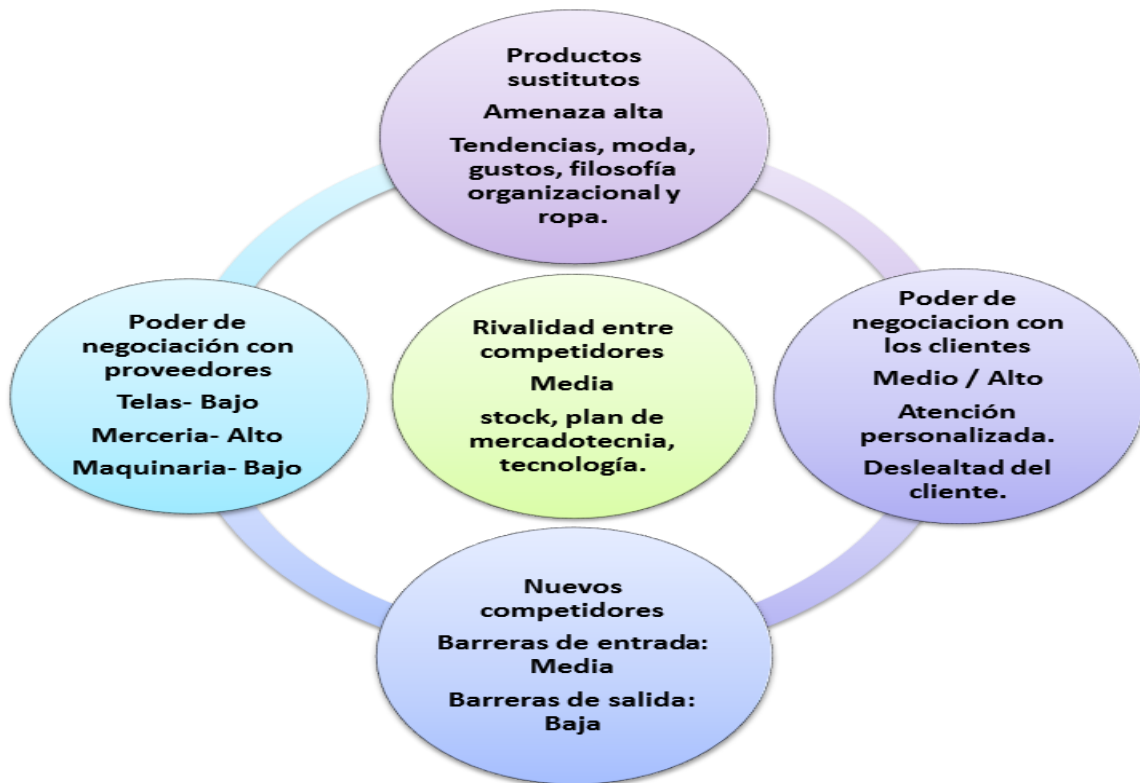 Productos
sustitutos
Amenaza alta
Tendencias, moda,
gustos, filosofía
organizacional y
ropa.
Poder de
negociación con
proveedores
Telas- Bajo
Merceria- Alto
Maquinaria- Bajo
Rivalidad entre
competidores
Media
stock, plan de
mercadotecnia,
tecnología.
Poder de
negociacion con
los clientes
Medio / Alto
Atención
personalizada.
Deslealtad del
cliente.
Nuevos
competidores
Barreras de entrada:
Media
Barreras de salida:
Baja